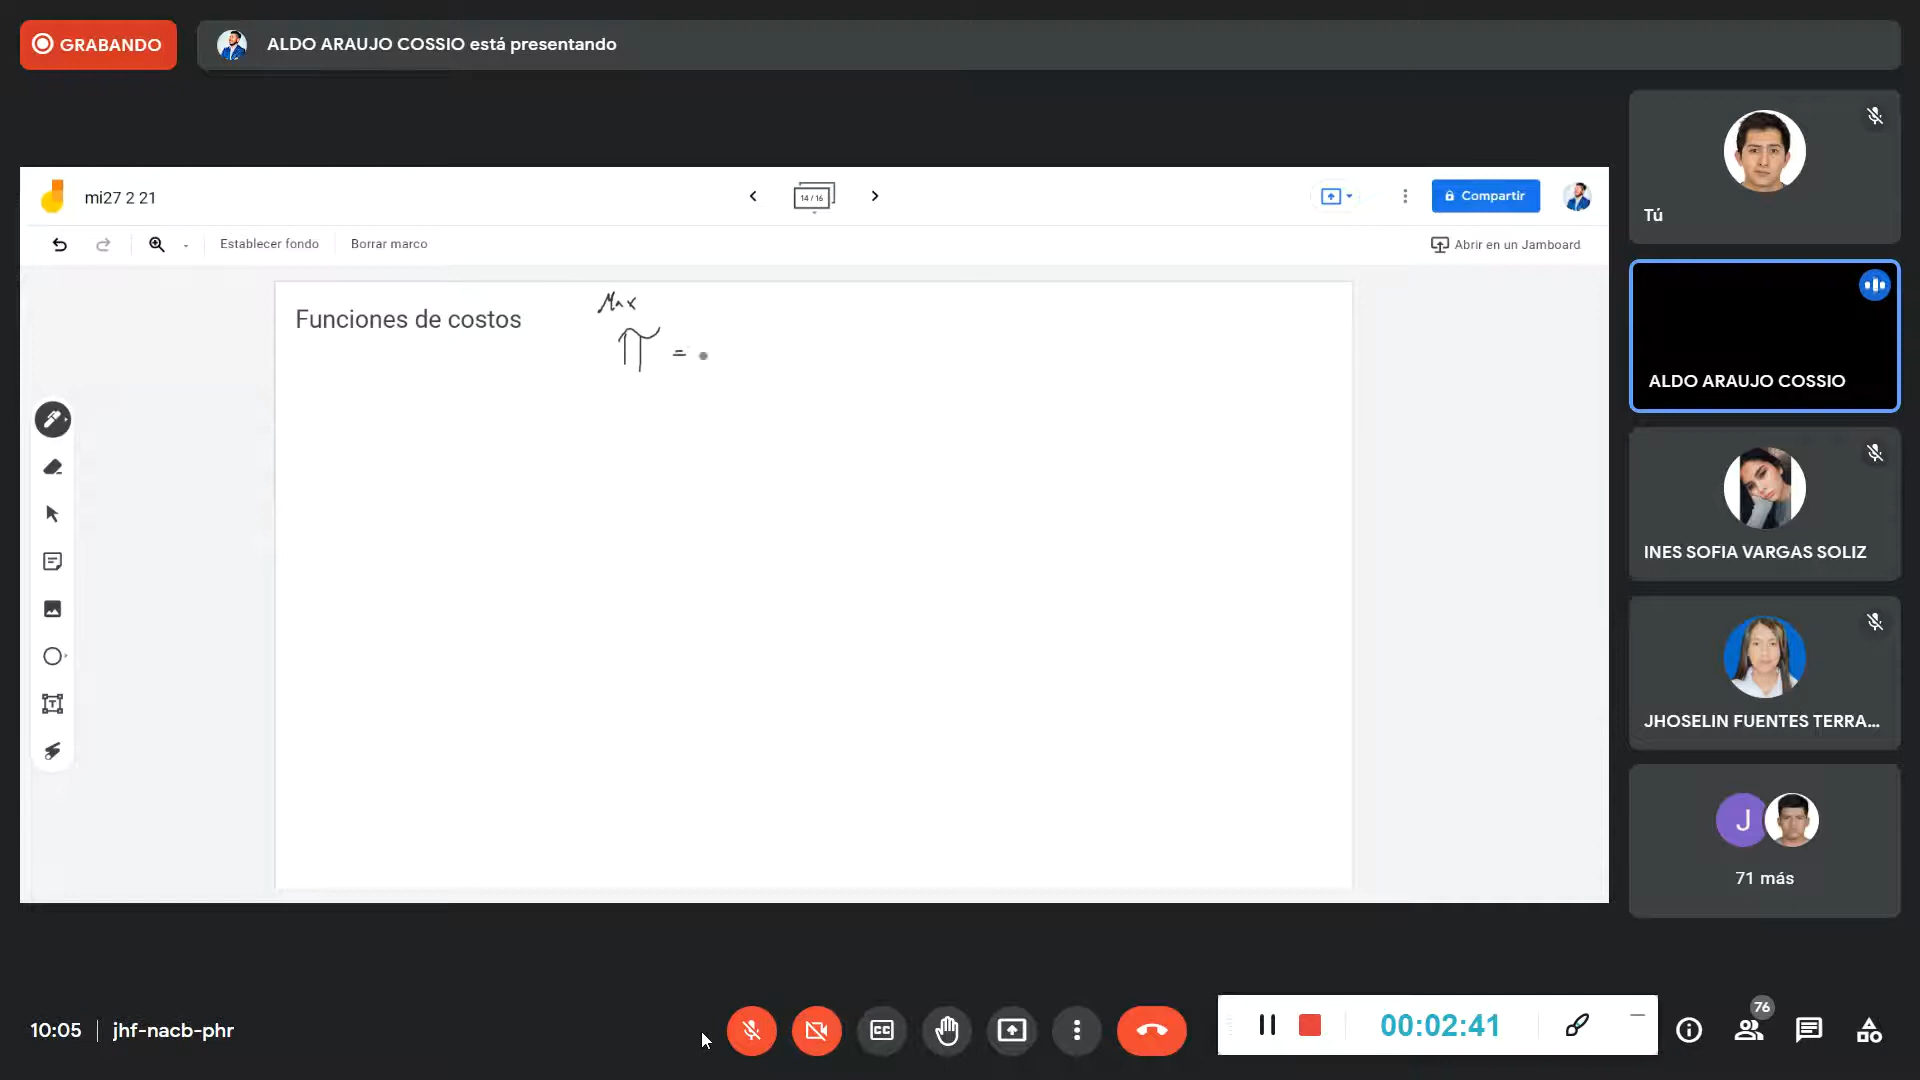 GRABANDO
ALDO ARAUJO COSSIO está presentando
mi27 2 21
14 / 16
Compartir
Establecer fondo
Borrar marco
Abrir en un Jamboard
Funciones de costos
Max
π =
Tú
ALDO ARAUJO COSSIO
INES SOFIA VARGAS SOLIZ
JHOSELIN FUENTES TERRA...
J
71 más
10:05
jhf-nacb-phr
00:02:41
76